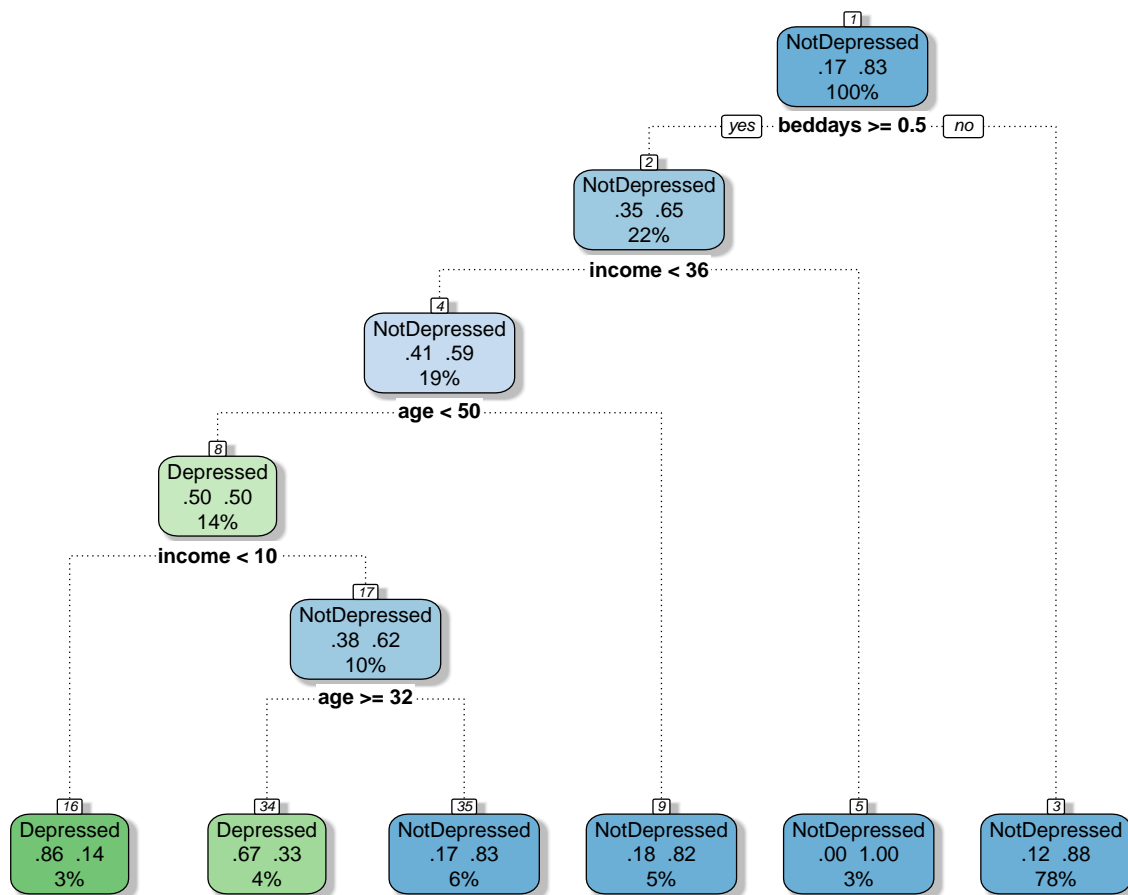 1
NotDepressed
.17 .83
100%
yes beddays >= 0.5 no
2
NotDepressed
.35 .65
22%
income < 36
4
NotDepressed
.41 .59
19%
age < 50
8
Depressed
.50 .50
14%
income < 10
17
NotDepressed
.38 .62
10%
age >= 32
16
Depressed
.86 .14
3%
34
Depressed
.67 .33
4%
35
NotDepressed
.17 .83
6%
9
NotDepressed
.18 .82
5%
5
NotDepressed
.00 1.00
3%
3
NotDepressed
.12 .88
78%